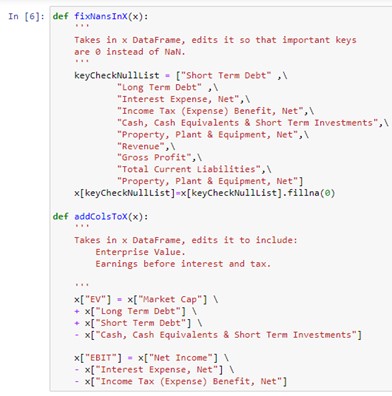 In [6]: def fixNansInX(x):
'''
Takes in x DataFrame, edits it so that important keys
are 0 instead of NaN.
'''
keyCheckNullList = ["Short Term Debt" ,\
"Long Term Debt" ,\
"Interest Expense, Net",\
"Income Tax (Expense) Benefit, Net",\
"Cash, Cash Equivalents & Short Term Investments",\
"Property, Plant & Equipment, Net",\
"Revenue",\
"Gross Profit",\
"Total Current Liabilities",\
"Property, Plant & Equipment, Net"]
x[keyCheckNullList]=x[keyCheckNullList].fillna(0)
def addColsToX(x):
'''
Takes in x DataFrame, edits it to include:
Enterprise Value.
Earnings before interest and tax.
'''
x["EV"] = x["Market Cap"] \
+ x["Long Term Debt"] \
+ x["Short Term Debt"] \
- x["Cash, Cash Equivalents & Short Term Investments"]
x["EBIT"] = x["Net Income"] \
- x["Interest Expense, Net"] \
- x["Income Tax (Expense) Benefit, Net"]